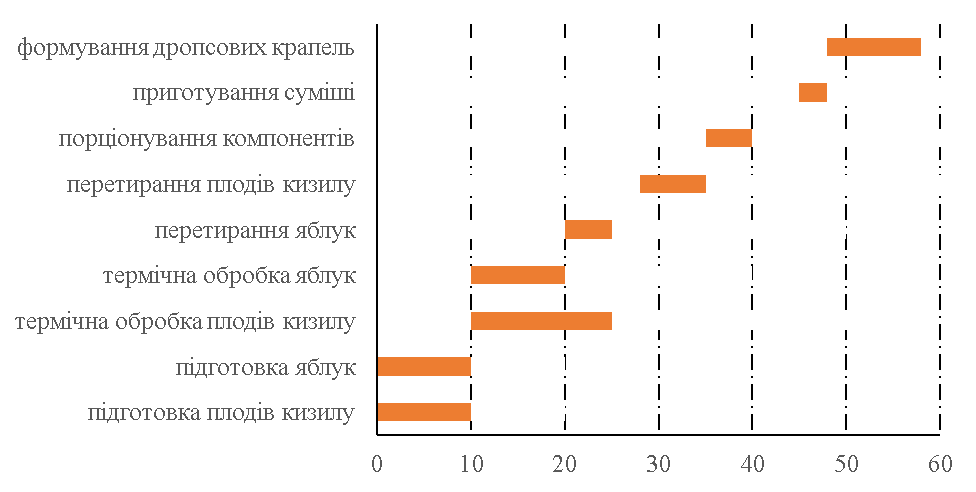 формування дропсових крапель
приготування суміші
порціонування компонентів
перетирання плодів кизилу
перетирання яблук
термічна обробка яблук
термічна обробка плодів кизилу
підготовка яблук
підготовка плодів кизилу
0 10 20 30 40 50 60